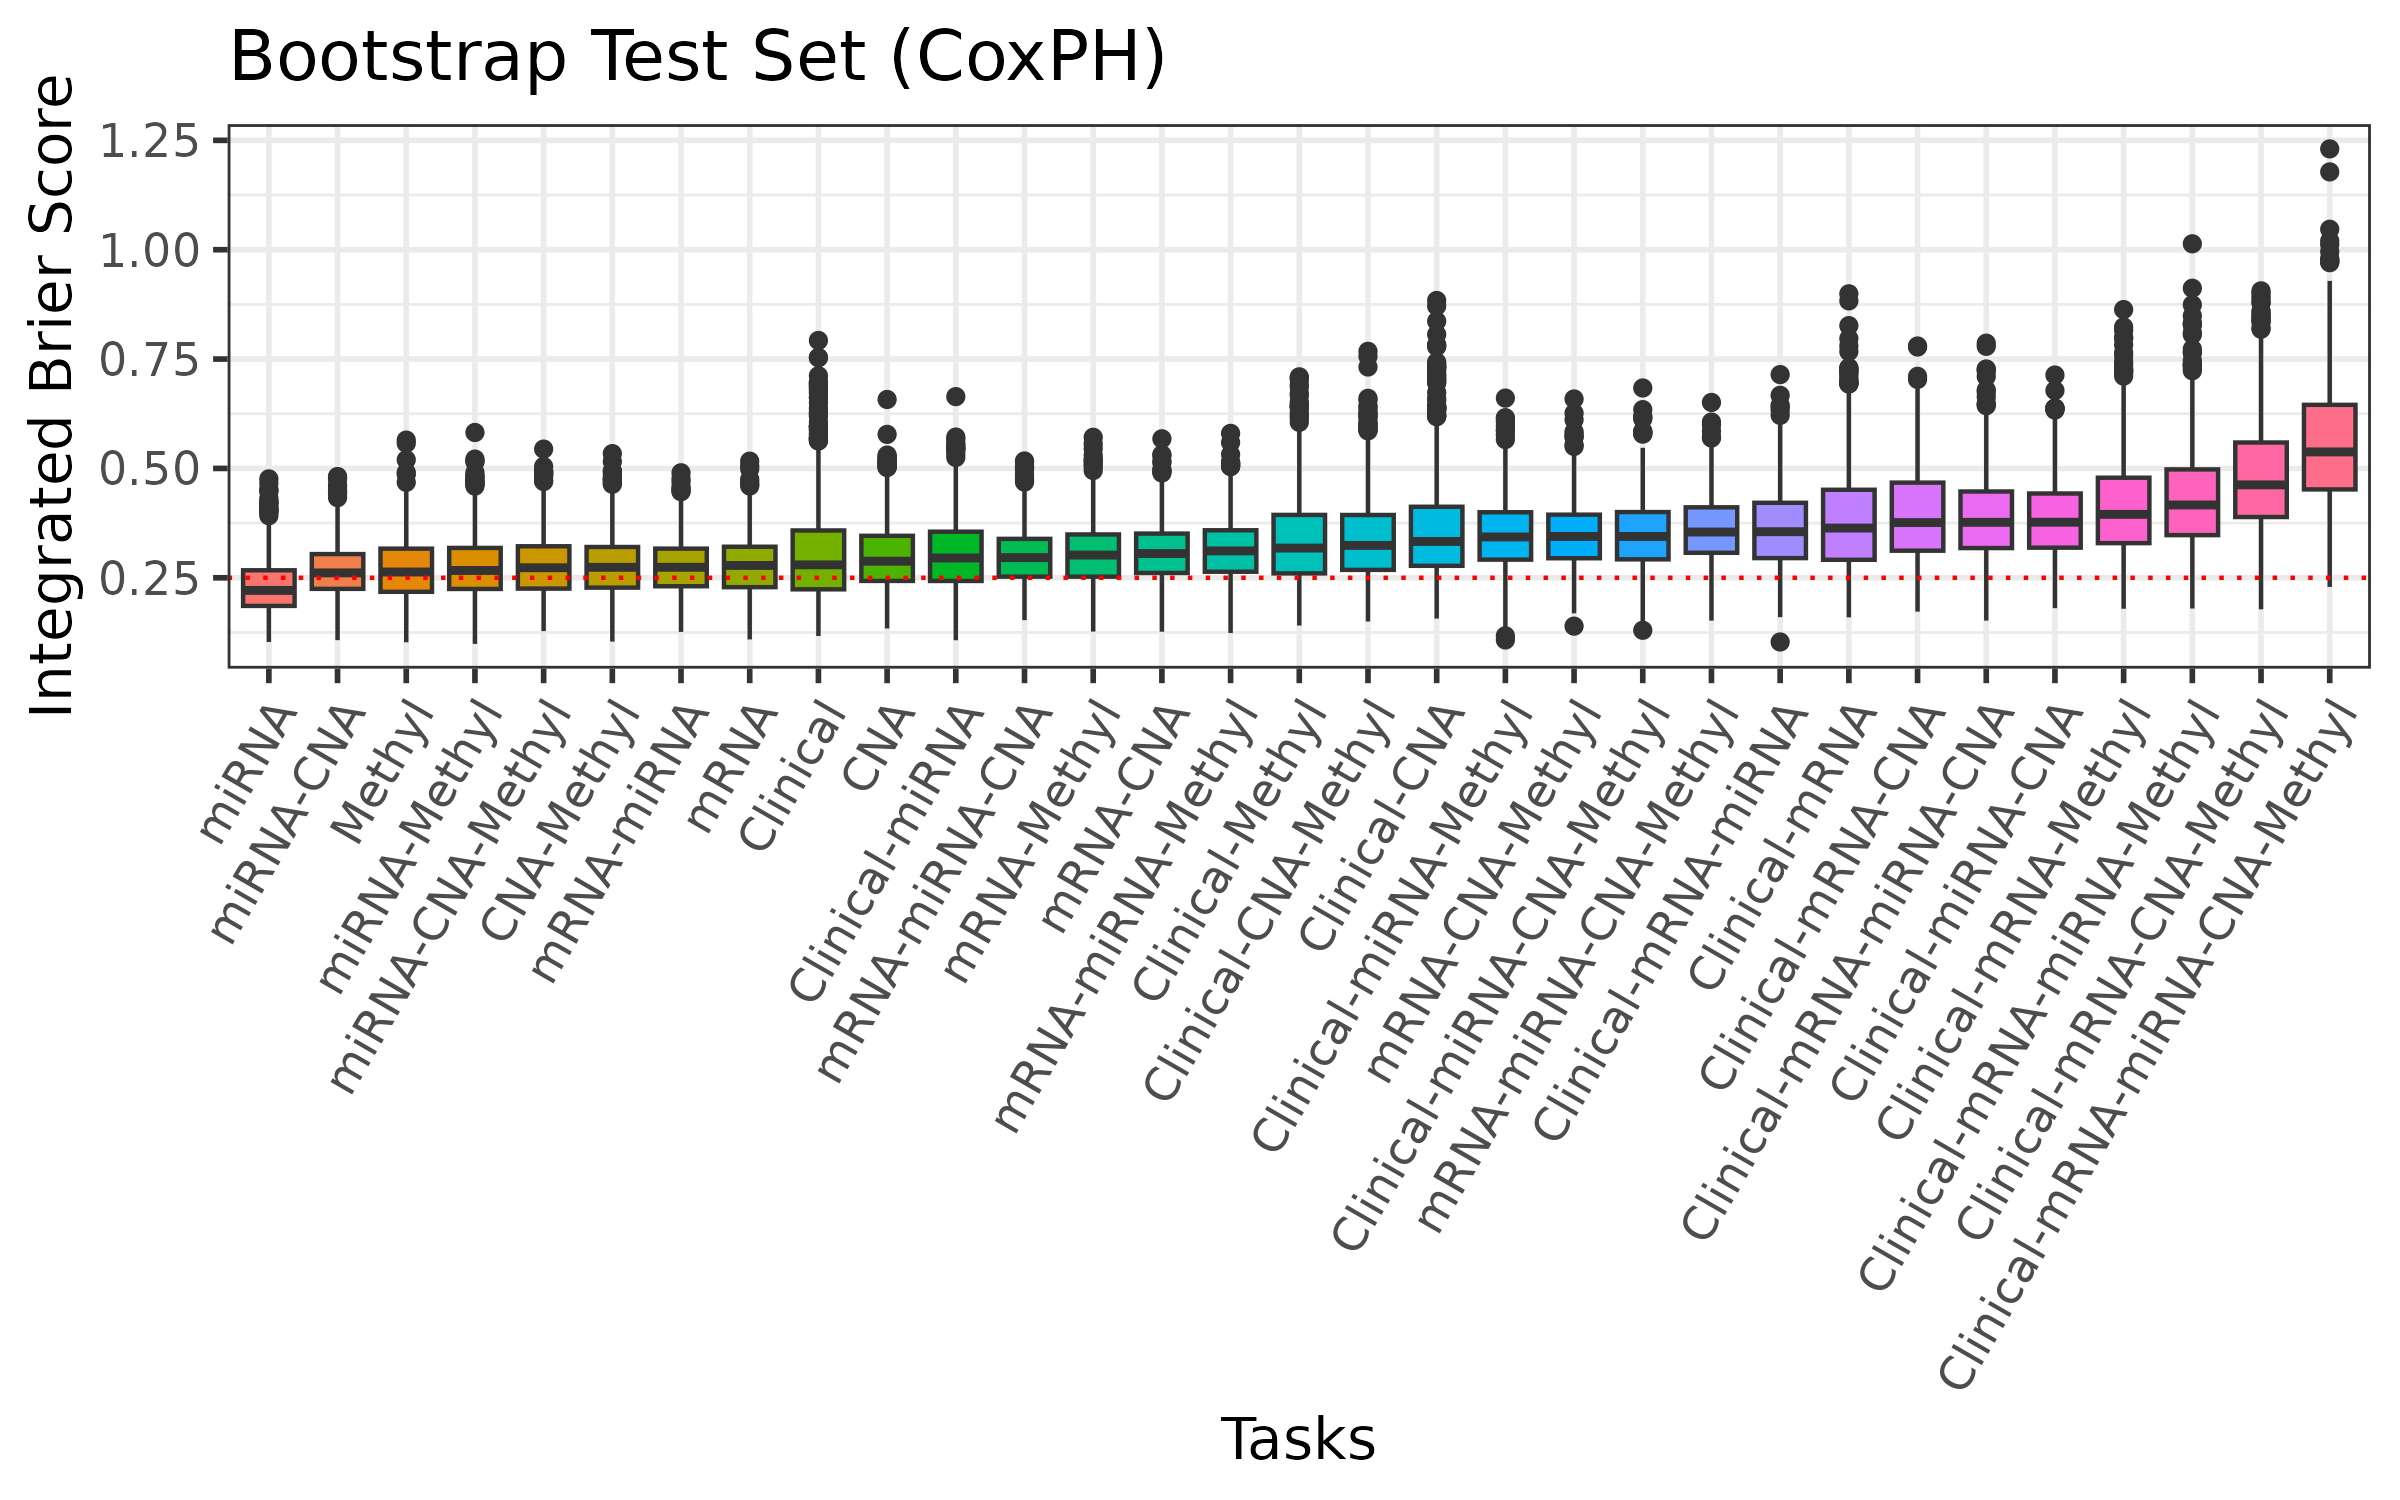 Bootstrap Test Set (CoxPH)
Integrated Brier Score
1.25
1.00
0.75
0.50
0.25
miRNA
miRNA-CNA
Methyl
miRNA-Methyl
miRNA-CNA-Methyl
CNA-Methyl
mRNA-miRNA
mRNA
Clinical
CNA
Clinical-miRNA
mRNA-miRNA-CNA
mRNA-Methyl
mRNA-CNA
mRNA-miRNA-Methyl
Clinical-Methyl
Clinical-CNA-Methyl
Clinical-CNA
Clinical-miRNA-Methyl
mRNA-CNA-Methyl
Clinical-miRNA-CNA-Methyl
mRNA-miRNA-CNA-Methyl
Clinical-mRNA-miRNA
Clinical-mRNA
Clinical-mRNA-CNA
Clinical-mRNA-miRNA-CNA
Clinical-miRNA-CNA
Clinical-mRNA-Methyl
Clinical-mRNA-miRNA-Methyl
Clinical-mRNA-CNA-Methyl
Clinical-mRNA-miRNA-CNA-Methyl
Tasks